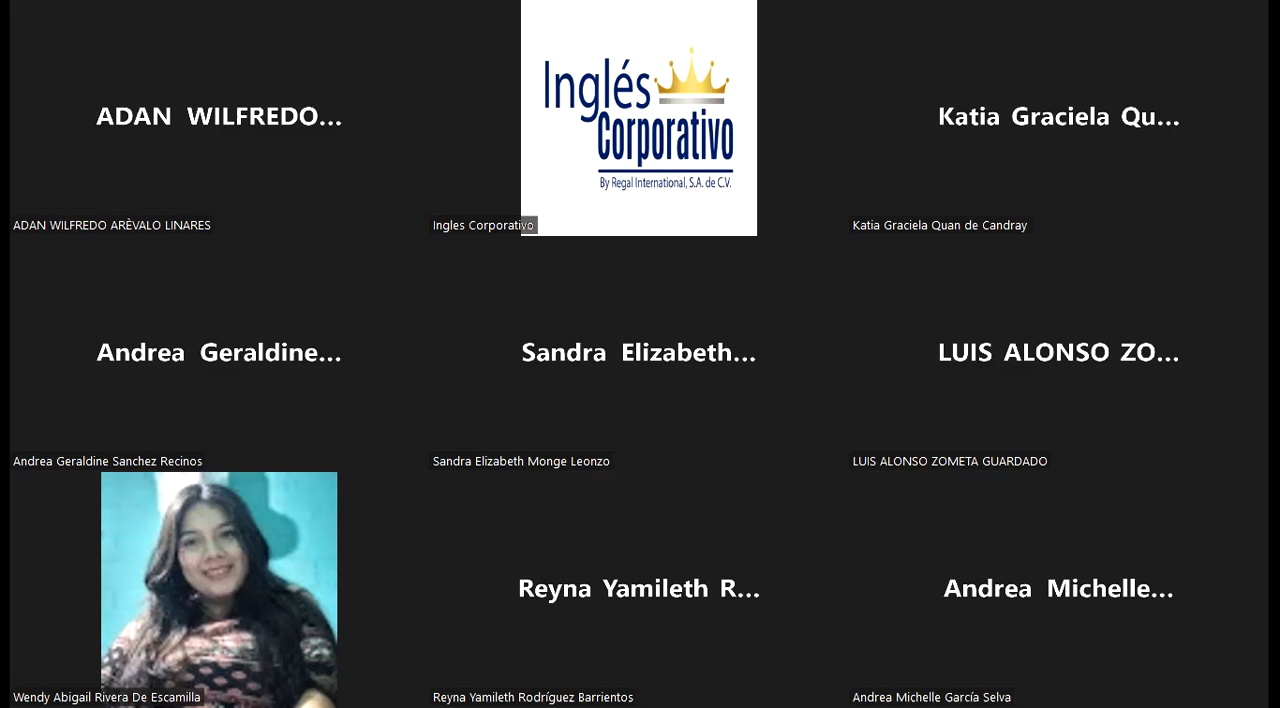 ADAN WILFREDO...
ADAN WILFREDO ARÈVALO LINARES
Inglés
Corporativo
By Regal International, S.A. de C.V.
Ingles Corporativo
Katia Graciela Qu...
Katia Graciela Quan de Candray
Andrea Geraldine...
Andrea Geraldine Sanchez Recinos
Sandra Elizabeth...
Sandra Elizabeth Monge Leonzo
LUIS ALONSO ZO...
LUIS ALONSO ZOMETA GUARDADO
Wendy Abigail Rivera De Escamilla
Reyna Yamileth R...
Reyna Yamileth Rodríguez Barrientos
Andrea Michelle...
Andrea Michelle García Selva